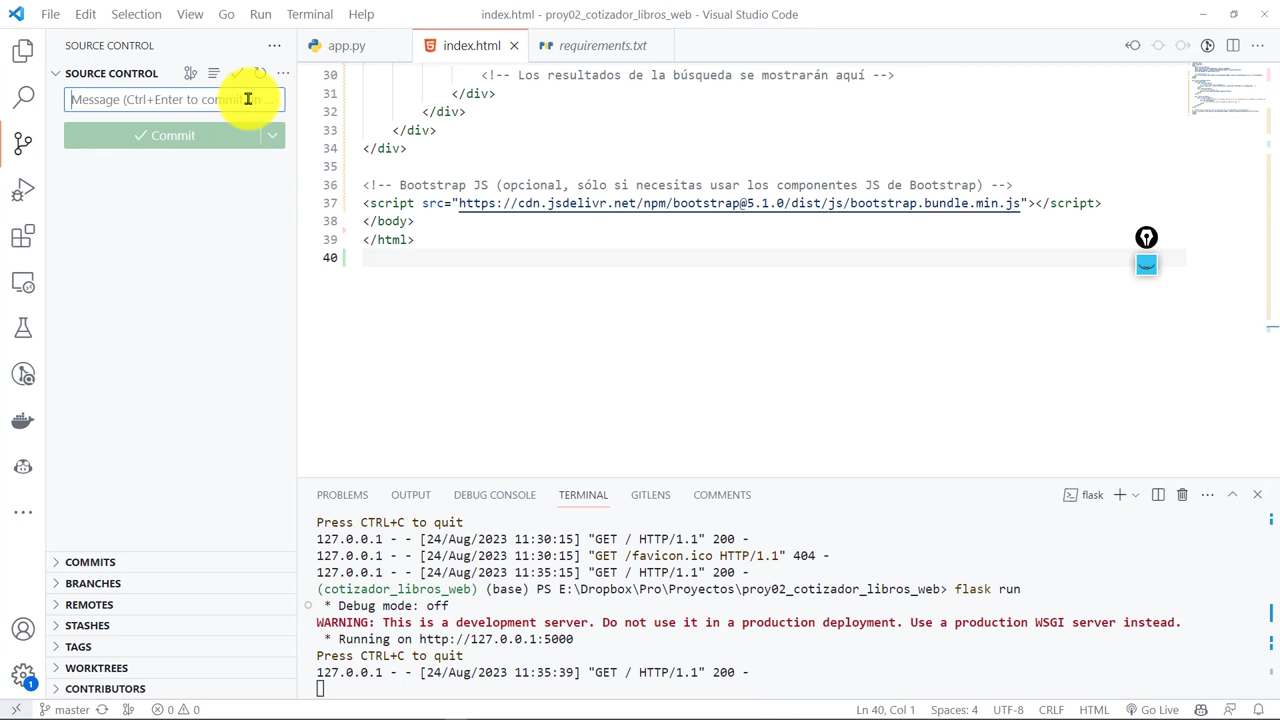 File Edit Selection View Go Run Terminal Help
index.html - proy02_cotizador_libros_web - Visual Studio Code
SOURCE CONTROL
app.py
index.html
requirements.txt
SOURCE CONTROL
Message (Ctrl+Enter to commit on ...
Commit
30 <!-- Los resultados de la búsqueda se mostrarán aquí -->
31 </div>
32 </div>
33 </div>
34 </div>
35
36 <!-- Bootstrap JS (opcional, sólo si necesitas usar los componentes JS de Bootstrap) -->
37 <script src="https://cdn.jsdelivr.net/npm/bootstrap@5.1.0/dist/js/bootstrap.bundle.min.js"></script>
38 </body>
39 </html>
40
PROBLEMS OUTPUT DEBUG CONSOLE TERMINAL GITLENS COMMENTS
flask
Press CTRL+C to quit
127.0.0.1 - - [24/Aug/2023 11:30:15] "GET / HTTP/1.1" 200 -
127.0.0.1 - - [24/Aug/2023 11:30:15] "GET /favicon.ico HTTP/1.1" 404 -
127.0.0.1 - - [24/Aug/2023 11:35:15] "GET / HTTP/1.1" 200 -
(cotizador_libros_web) (base) PS E:\Dropbox\Pro\Proyectos\proy02_cotizador_libros_web> flask run
* Debug mode: off
WARNING: This is a development server. Do not use it in a production deployment. Use a production WSGI server instead.
* Running on http://127.0.0.1:5000
Press CTRL+C to quit
127.0.0.1 - - [24/Aug/2023 11:35:39] "GET / HTTP/1.1" 200 -
COMMITS
BRANCHES
REMOTES
STASHES
TAGS
WORKTREES
CONTRIBUTORS
1
master
0 0
Ln 40, Col 1
Spaces: 4
UTF-8
CRLF
HTML
Go Live